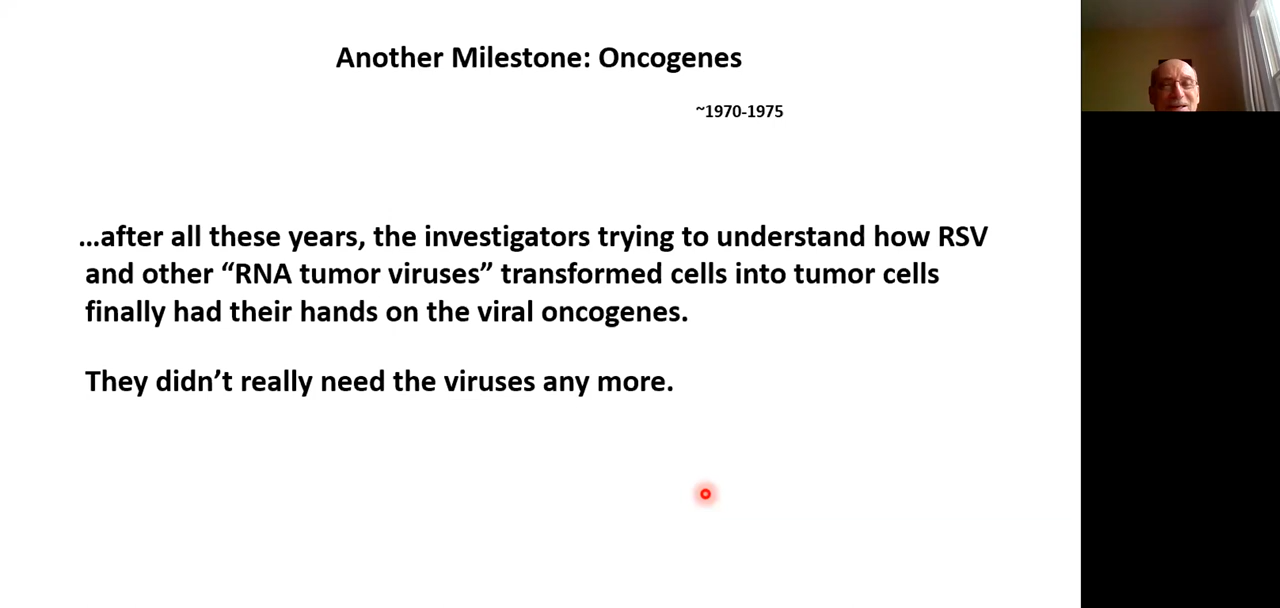 Another Milestone: Oncogenes
~1970-1975
...after all these years, the investigators trying to understand how RSV
and other “RNA tumor viruses” transformed cells into tumor cells
finally had their hands on the viral oncogenes.
They didn’t really need the viruses any more.